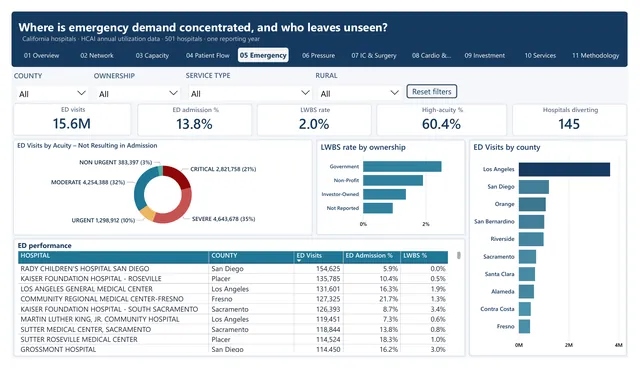 Where is emergency demand concentrated, and who leaves unseen?
California hospitals · HCAI annual utilization data · 501 hospitals · one reporting year
01 Overview 02 Network 03 Capacity 04 Patient Flow 05 Emergency 06 Pressure 07 IC & Surgery 08 Cardio &... 09 Investment 10 Services 11 Methodology
COUNTY OWNERSHIP SERVICE TYPE RURAL
All All All All Reset filters
ED visits ED admission % LWBS rate High-acuity % Hospitals diverting
15.6M 13.8% 2.0% 60.4% 145
ED Visits by Acuity – Not Resulting in Admission
NON URGENT 383,397 (3%)
CRITICAL 2,821,758 (21%)
MODERATE 4,254,388 (32%)
URGENT 1,298,912 (10%)
SEVERE 4,643,678 (35%)
LWBS rate by ownership
Government
Non-Profit
Investor-Owned
Not Reported
0% 2%
ED Visits by county
Los Angeles
San Diego
Orange
San Bernardino
Riverside
Sacramento
Santa Clara
Alameda
Contra Costa
Fresno
0M 2M 4M
ED performance
HOSPITAL COUNTY ED Visits ED Admission % LWBS %
RADY CHILDREN'S HOSPITAL SAN DIEGO San Diego 154,625 5.9% 0.0%
KAISER FOUNDATION HOSPITAL - ROSEVILLE Placer 135,785 10.4% 0.5%
LOS ANGELES GENERAL MEDICAL CENTER Los Angeles 131,601 16.3% 1.9%
COMMUNITY REGIONAL MEDICAL CENTER-FRESNO Fresno 127,325 21.7% 1.3%
KAISER FOUNDATION HOSPITAL - SOUTH SACRAMENTO Sacramento 126,393 8.7% 3.4%
MARTIN LUTHER KING, JR. COMMUNITY HOSPITAL Los Angeles 119,451 7.3% 0.6%
SUTTER MEDICAL CENTER, SACRAMENTO Sacramento 118,844 13.8% 0.8%
SUTTER ROSEVILLE MEDICAL CENTER Placer 114,524 18.3% 1.0%
GROSSMONT HOSPITAL San Diego 114,450 16.2% 3.0%